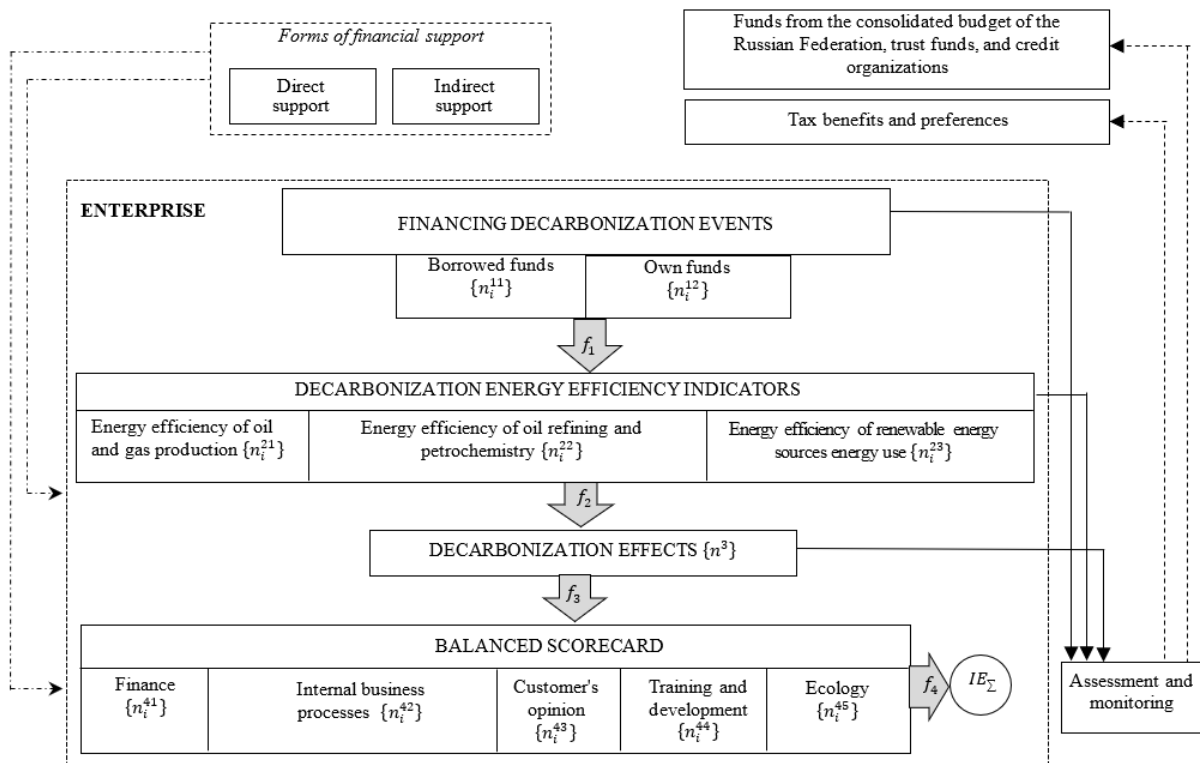 Forms of financial support
Direct
support
Indirect
support
Funds from the consolidated budget of the
Russian Federation, trust funds, and credit
organizations
Tax benefits and preferences
ENTERPRISE
FINANCING DECARBONIZATION EVENTS
Borrowed funds
{n_i^{11}}
Own funds
{n_i^{12}}
f_1
DECARBONIZATION ENERGY EFFICIENCY INDICATORS
Energy efficiency of oil
and gas production {n_i^{21}}
Energy efficiency of oil refining and
petrochemistry {n_i^{22}}
Energy efficiency of renewable energy
sources energy use {n_i^{23}}
f_2
DECARBONIZATION EFFECTS {n^3}
f_3
BALANCED SCORECARD
Finance
{n_i^{41}}
Internal business
processes {n_i^{42}}
Customer's
opinion
{n_i^{43}}
Training and
development
{n_i^{44}}
Ecology
{n_i^{45}}
f_4
IE_Σ
Assessment and
monitoring